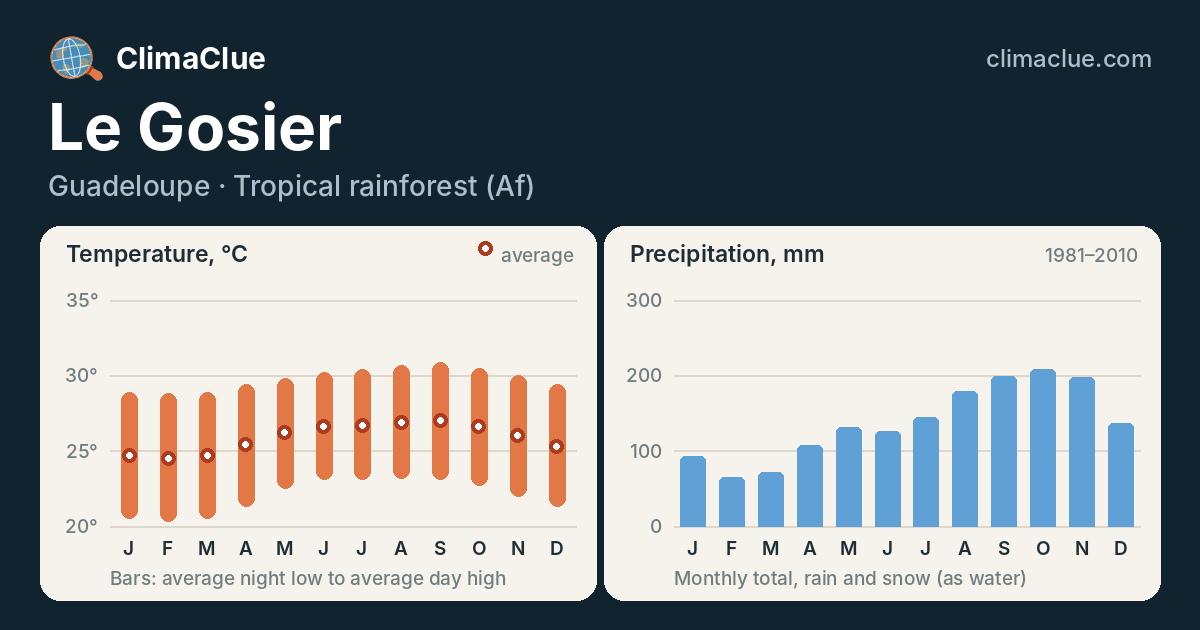 ClimaClue
climaclue.com
Le Gosier
Guadeloupe · Tropical rainforest (Af)
Temperature, °C
average
35°
30°
25°
20°
J F M A M J J A S O N D
Bars: average night low to average day high
Precipitation, mm
1981–2010
300
200
100
0
J F M A M J J A S O N D
Monthly total, rain and snow (as water)